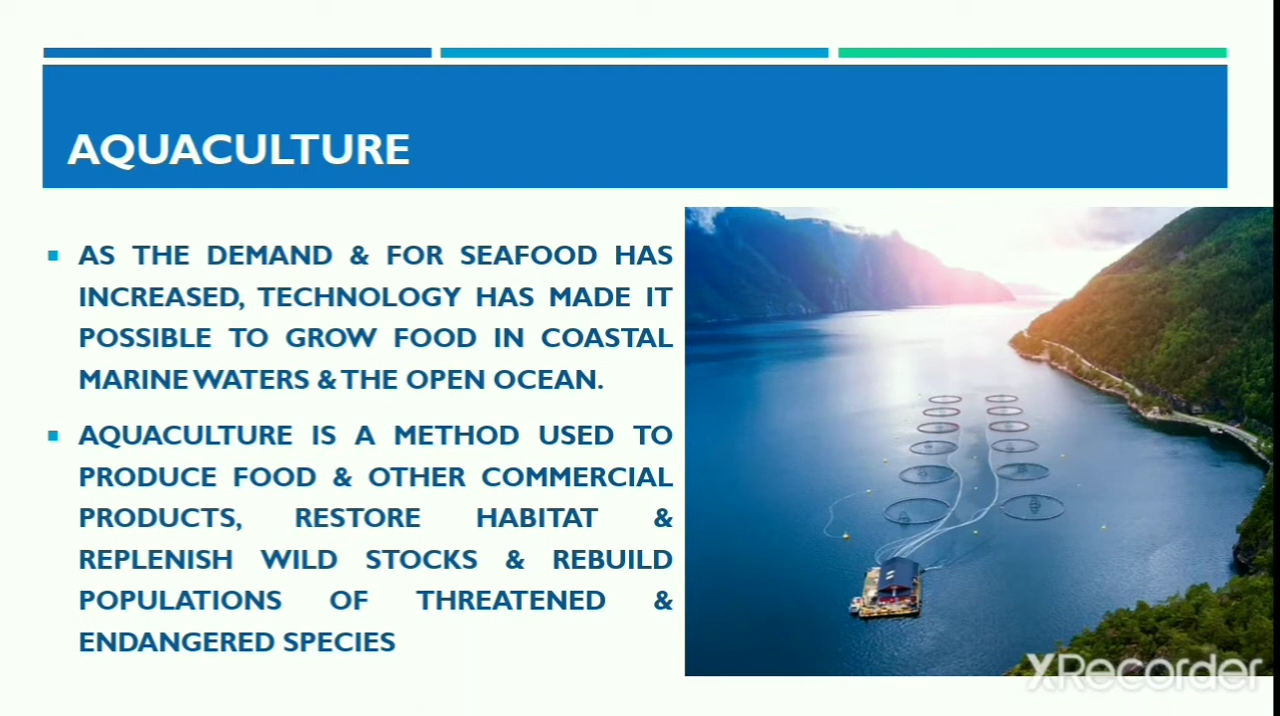 AQUACULTURE
AS THE DEMAND & FOR SEAFOOD HAS
INCREASED, TECHNOLOGY HAS MADE IT
POSSIBLE TO GROW FOOD IN COASTAL
MARINE WATERS & THE OPEN OCEAN.
AQUACULTURE IS A METHOD USED TO
PRODUCE FOOD & OTHER COMMERCIAL
PRODUCTS, RESTORE HABITAT &
REPLENISH WILD STOCKS & REBUILD
POPULATIONS OF THREATENED &
ENDANGERED SPECIES
XRecorder